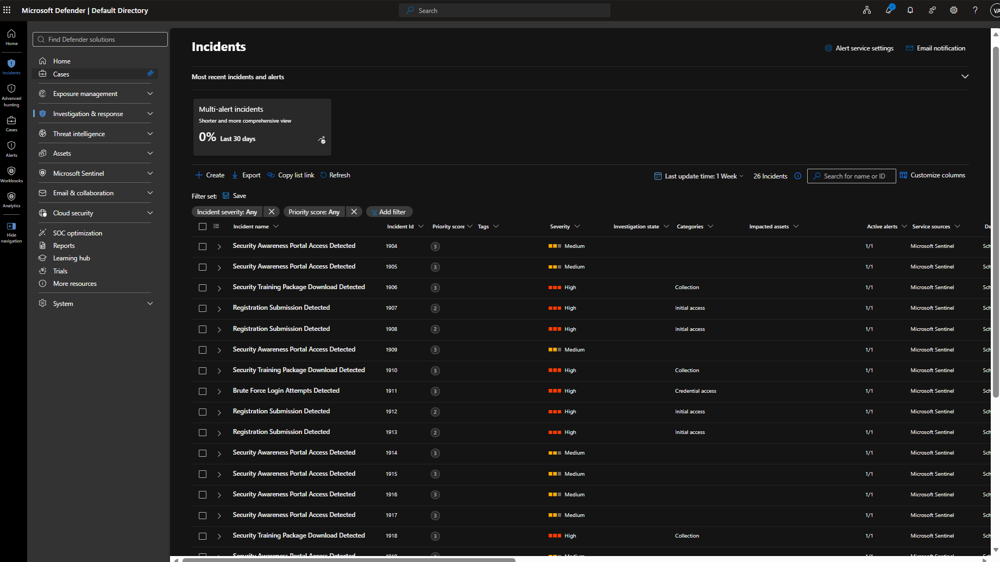 Microsoft Defender | Default Directory
Search
2
VA
Home
Incidents
Advanced hunting
Cases
Alerts
Workbooks
Analytics
Hide navigation
Find Defender solutions
Home
Cases
Exposure management
Investigation & response
Threat intelligence
Assets
Microsoft Sentinel
Email & collaboration
Cloud security
SOC optimization
Reports
Learning hub
Trials
More resources
System
Incidents
Alert service settings
Email notification
Most recent incidents and alerts
Multi-alert incidents
Shorter and more comprehensive view
0% Last 30 days
Create Export Copy list link Refresh
Last update time: 1 Week 26 Incidents Search for name or ID Customize columns
Filter set: Save
Incident severity: Any Priority score: Any Add filter
Incident name Incident Id Priority score Tags Severity Investigation state Categories Impacted assets Active alerts Service sources De
Security Awareness Portal Access Detected 1904 3 Medium 1/1 Microsoft Sentinel Sch
Security Awareness Portal Access Detected 1905 3 Medium 1/1 Microsoft Sentinel Sch
Security Training Package Download Detected 1906 3 High Collection 1/1 Microsoft Sentinel Sch
Registration Submission Detected 1907 2 High Initial access 1/1 Microsoft Sentinel Sch
Registration Submission Detected 1908 2 High Initial access 1/1 Microsoft Sentinel Sch
Security Awareness Portal Access Detected 1909 3 Medium 1/1 Microsoft Sentinel Sch
Security Training Package Download Detected 1910 3 High Collection 1/1 Microsoft Sentinel Sch
Brute Force Login Attempts Detected 1911 3 High Credential access 1/1 Microsoft Sentinel Sch
Registration Submission Detected 1912 2 High Initial access 1/1 Microsoft Sentinel Sch
Registration Submission Detected 1913 2 High Initial access 1/1 Microsoft Sentinel Sch
Security Awareness Portal Access Detected 1914 3 Medium 1/1 Microsoft Sentinel Sch
Security Awareness Portal Access Detected 1915 3 Medium 1/1 Microsoft Sentinel Sch
Security Awareness Portal Access Detected 1916 3 Medium 1/1 Microsoft Sentinel Sch
Security Awareness Portal Access Detected 1917 3 Medium 1/1 Microsoft Sentinel Sch
Security Training Package Download Detected 1918 3 High Collection 1/1 Microsoft Sentinel Sch
Security Awareness Portal Access Detected 1919 Medium 1/1 Microsoft Sentinel Sch